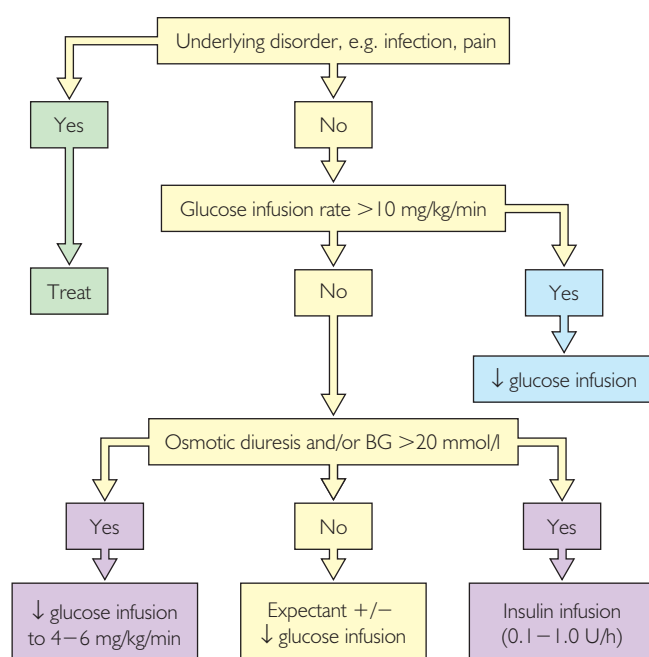 Underlying disorder, e.g. infection, pain
Yes
No
Glucose infusion rate >10 mg/kg/min
Treat
No
Yes
↓ glucose infusion
Osmotic diuresis and/or BG >20 mmol/l
Yes
No
Yes
↓ glucose infusion
to 4–6 mg/kg/min
Expectant +/−
↓ glucose infusion
Insulin infusion
(0.1–1.0 U/h)